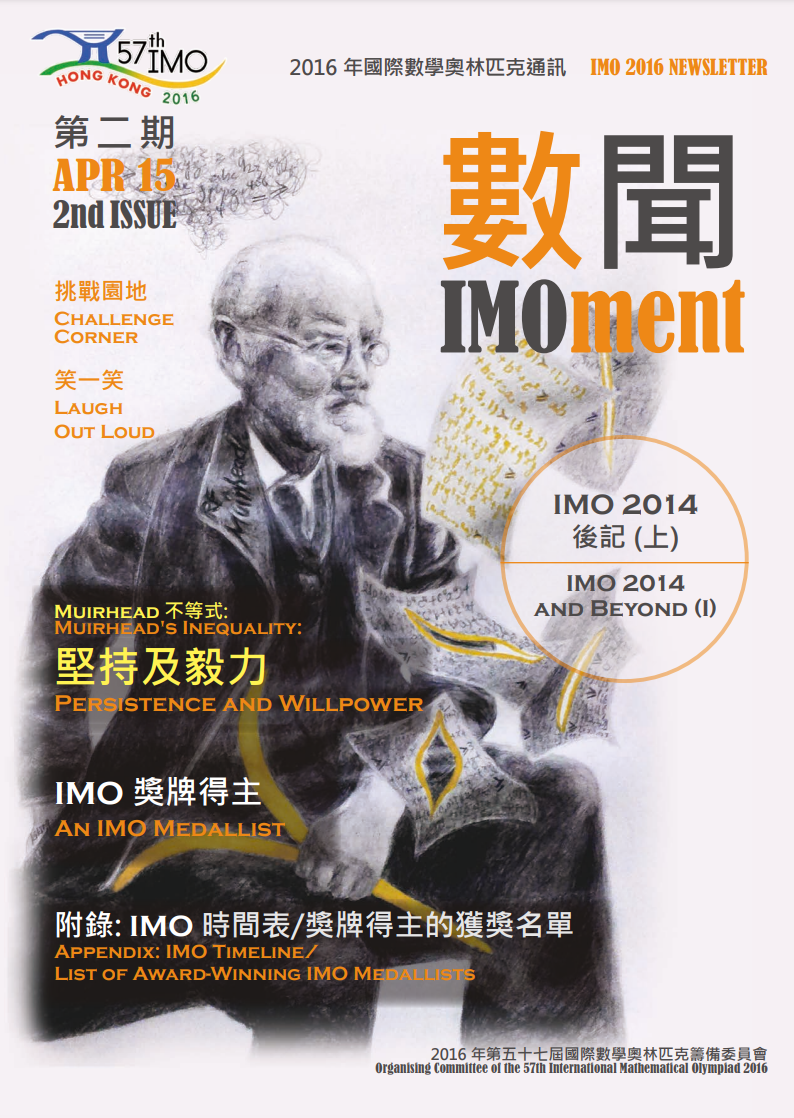 57th
IMO
HONG KONG
2016
2016 年國際數學奧林匹克通訊 IMO 2016 NEWSLETTER
第二期
APR 15
2nd ISSUE
數聞
IMOment
挑戰園地
CHALLENGE
CORNER
笑一笑
LAUGH
OUT LOUD
RF
Muirhead
IMO 2014
後記 (上)
IMO 2014
AND BEYOND (I)
MUIRHEAD 不等式:
MUIRHEAD'S INEQUALITY:
堅持及毅力
PERSISTENCE AND WILLPOWER
IMO 獎牌得主
AN IMO MEDALLIST
附錄: IMO 時間表/獎牌得主的獲獎名單
APPENDIX: IMO TIMELINE/
LIST OF AWARD-WINNING IMO MEDALLISTS
2016 年第五十七屆國際數學奧林匹克籌備委員會
Organising Committee of the 57th International Mathematical Olympiad 2016